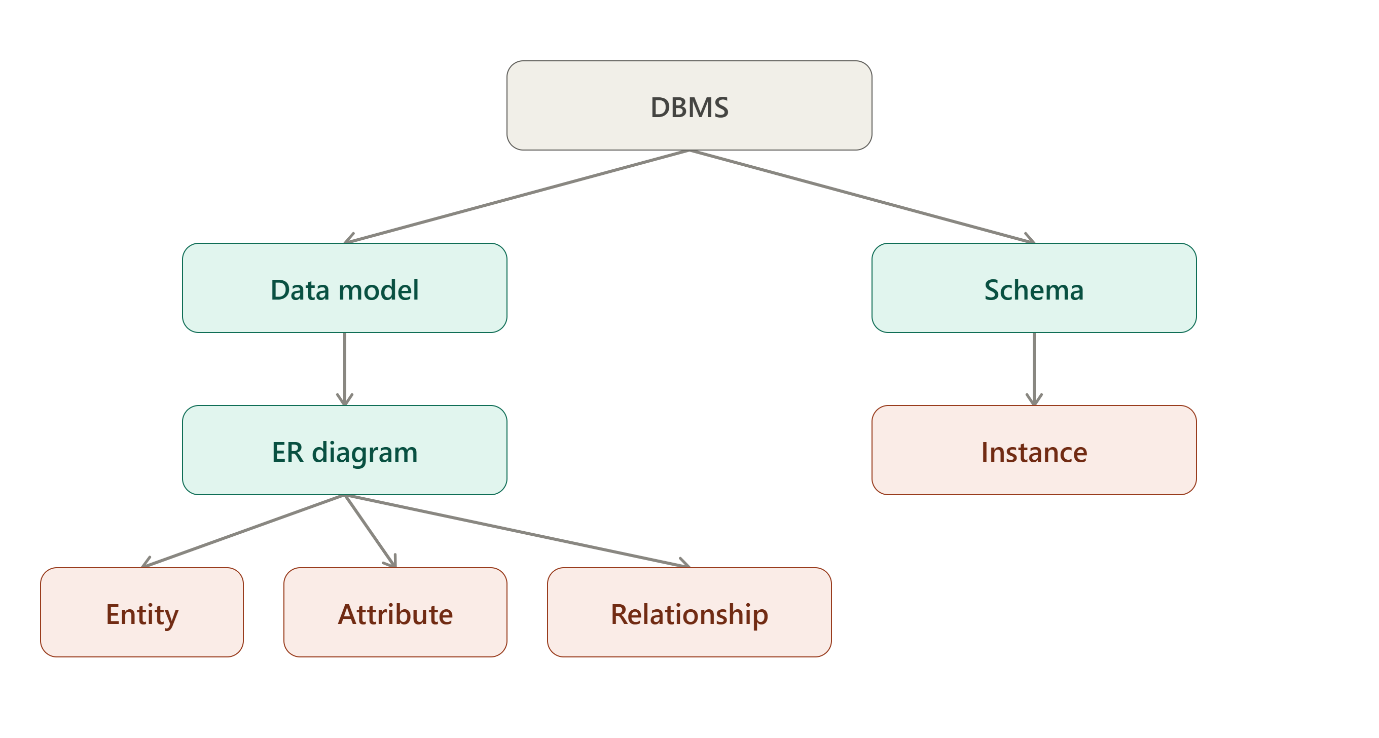 DBMS
Data model
Schema
ER diagram
Instance
Entity
Attribute
Relationship